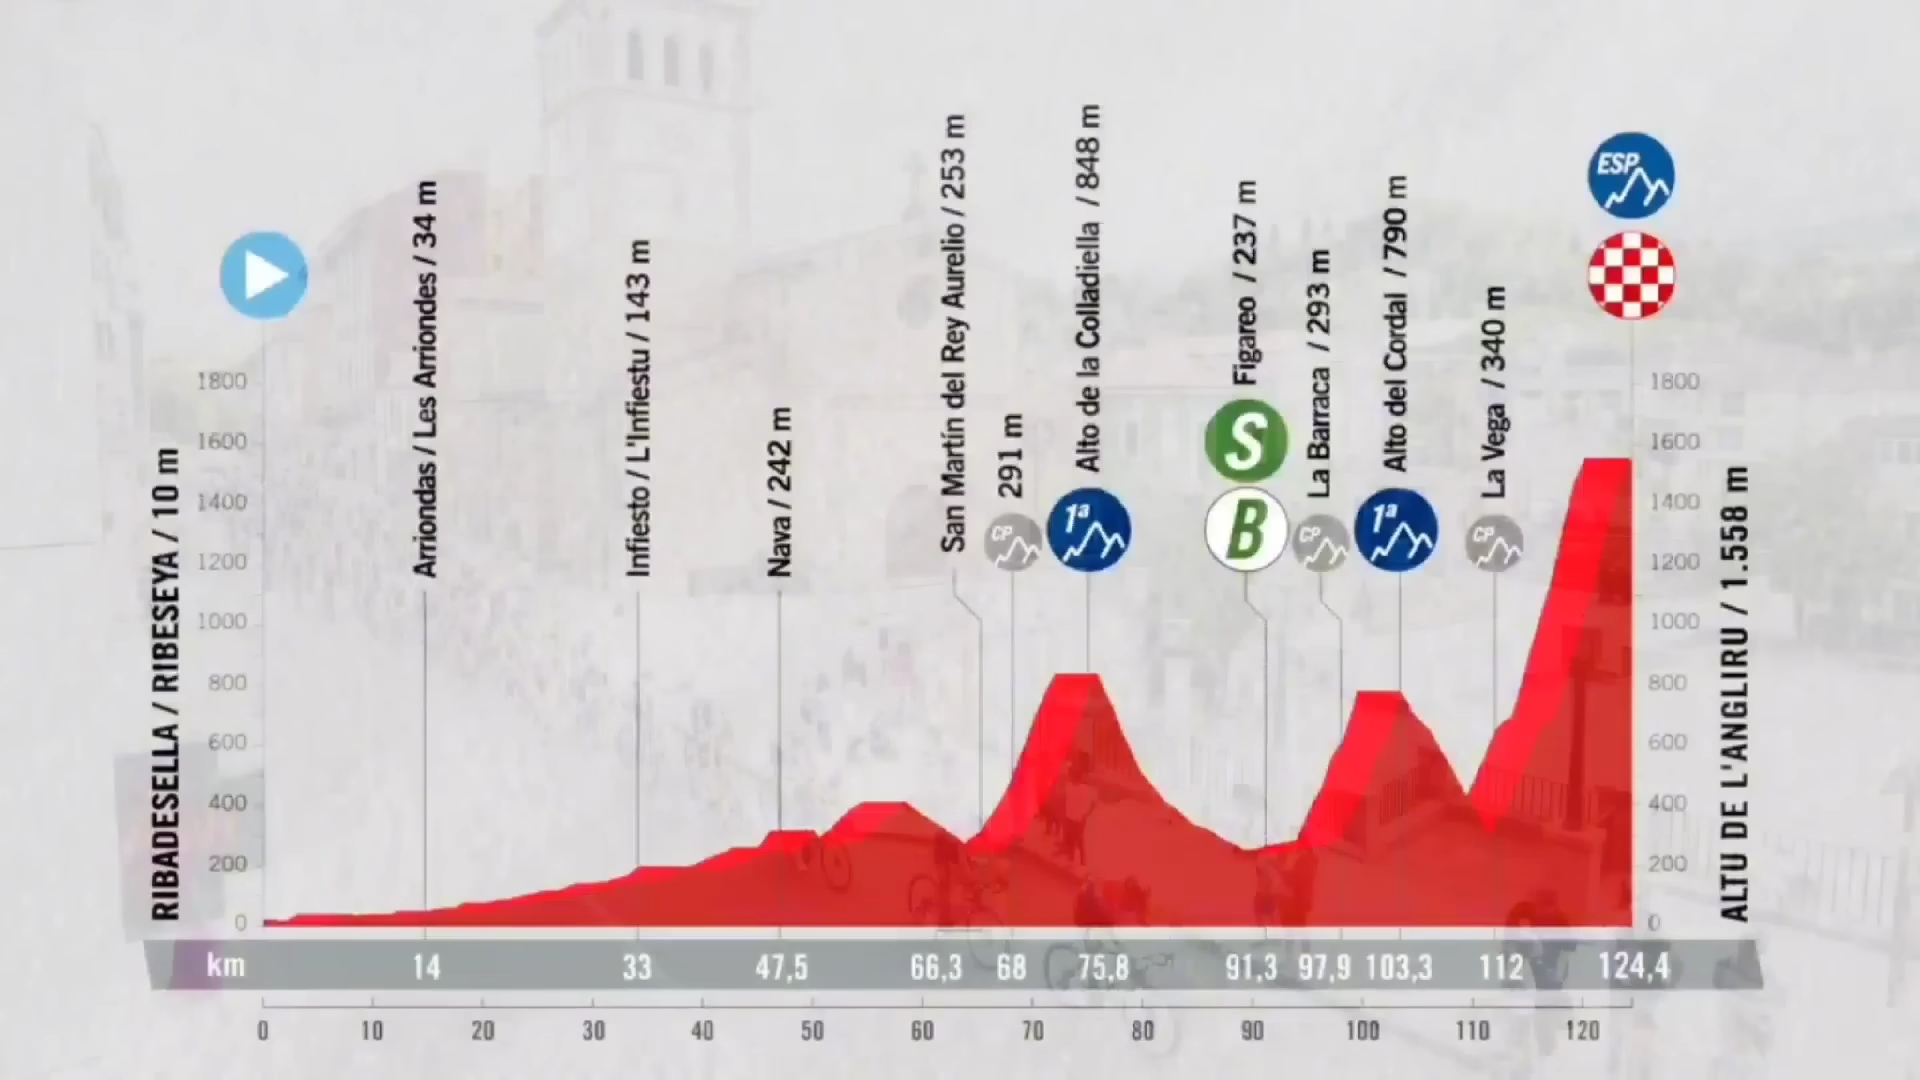 RIBADESELLA / RIBESEYA / 10 m
Arriondas / Les Arriondes / 34 m
Infiesto / L'Infiestu / 143 m
Nava / 242 m
San Martín del Rey Aurelio / 253 m
291 m
CP
Alto de la Colladiella / 848 m
1ª
Figareo / 237 m
S
B
La Barraca / 293 m
CP
Alto del Cordal / 790 m
1ª
La Vega / 340 m
CP
ESP.
ALTU DE L'ANGLIRU / 1.558 m
1800 1800
1600 1600
1400 1400
1200 1200
1000 1000
800 800
600 600
400 400
200 200
0 0
km 14 33 47,5 66,3 68 75,8 91,3 97,9 103,3 112 124,4
0 10 20 30 40 50 60 70 80 90 100 110 120